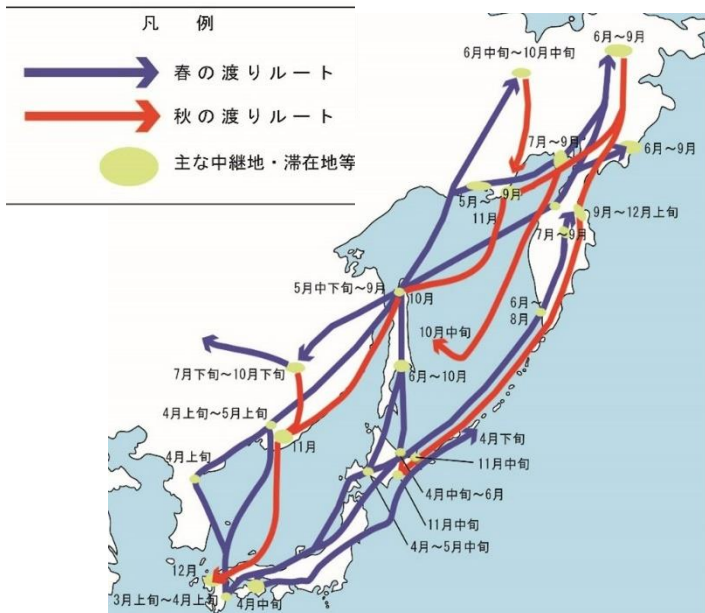 凡 例
春の渡りルート
秋の渡りルート
主な中継地・滞在地等
6月～9月
6月中旬～10月中旬
7月～9月
6月～9月
5月～
9月
11月
9月～12月上旬
7月～9月
5月中下旬～9月
10月
6月～
8月
10月中旬
7月下旬～10月下旬
6月～10月
4月上旬～5月上旬
11月
4月下旬
4月上旬
11月中旬
4月中旬～6月
11月中旬
4月～5月中旬
12月
3月上旬～4月上旬
4月中旬